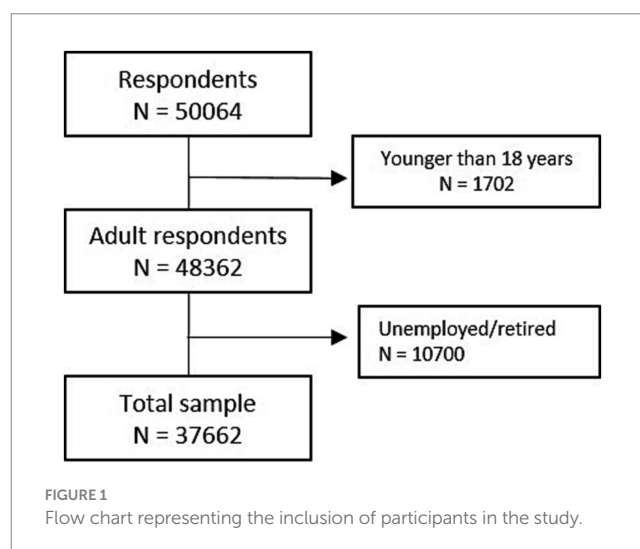 Respondents
N = 50064
Younger than 18 years
N = 1702
Adult respondents
N = 48362
Unemployed/retired
N = 10700
Total sample
N = 37662
FIGURE 1
Flow chart representing the inclusion of participants in the study.